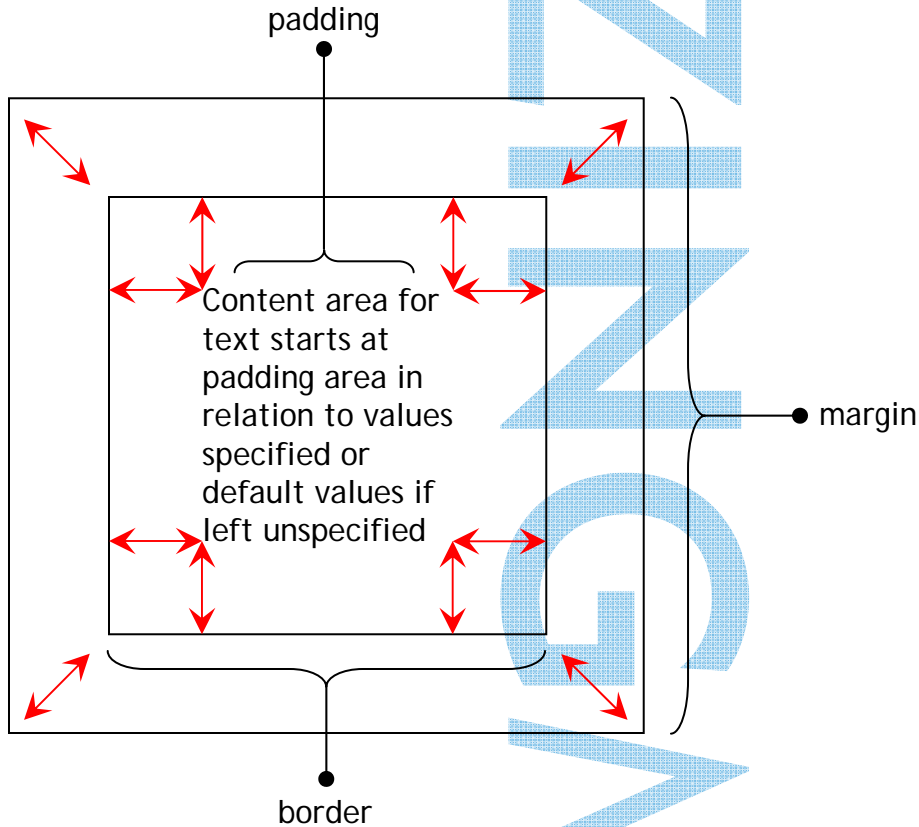 padding
Content area for
text starts at
padding area in
relation to values
specified or
default values if
left unspecified
margin
border